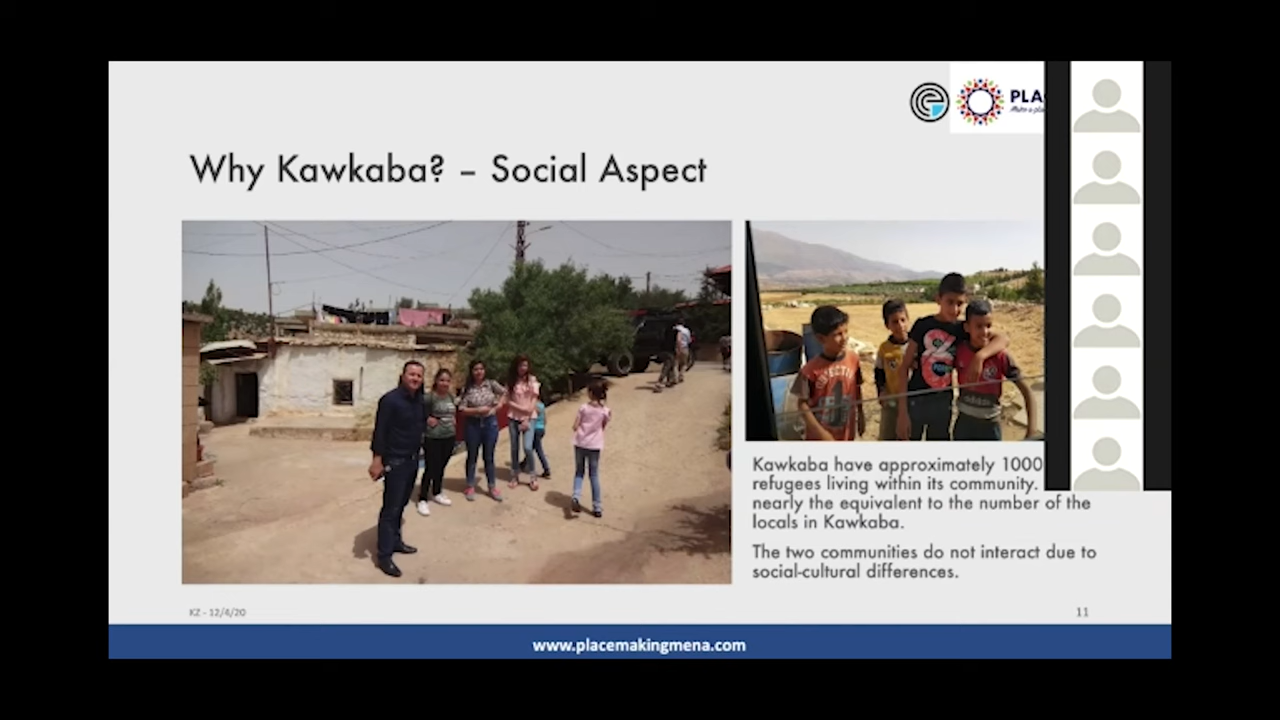 PLA
Why Kawkaba? – Social Aspect
Kawkaba have approximately 1000
refugees living within its community.
nearly the equivalent to the number of the
locals in Kawkaba.
The two communities do not interact due to
social-cultural differences.
KZ - 12/4/20
11
www.placemakingmena.com